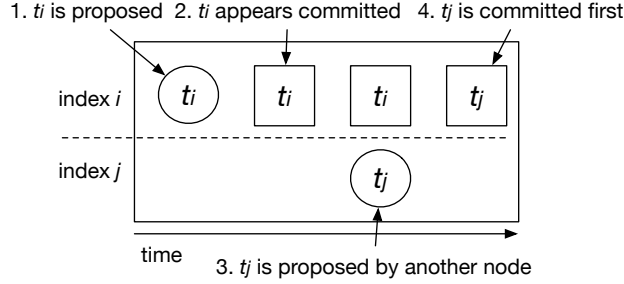 1. ti is proposed 2. ti appears committed 4. tj is committed first
index i ti ti ti tj
index j tj
time
3. tj is proposed by another node